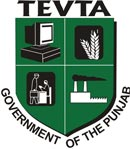 TEVTA
GOVERNMENT OF THE PUNJAB